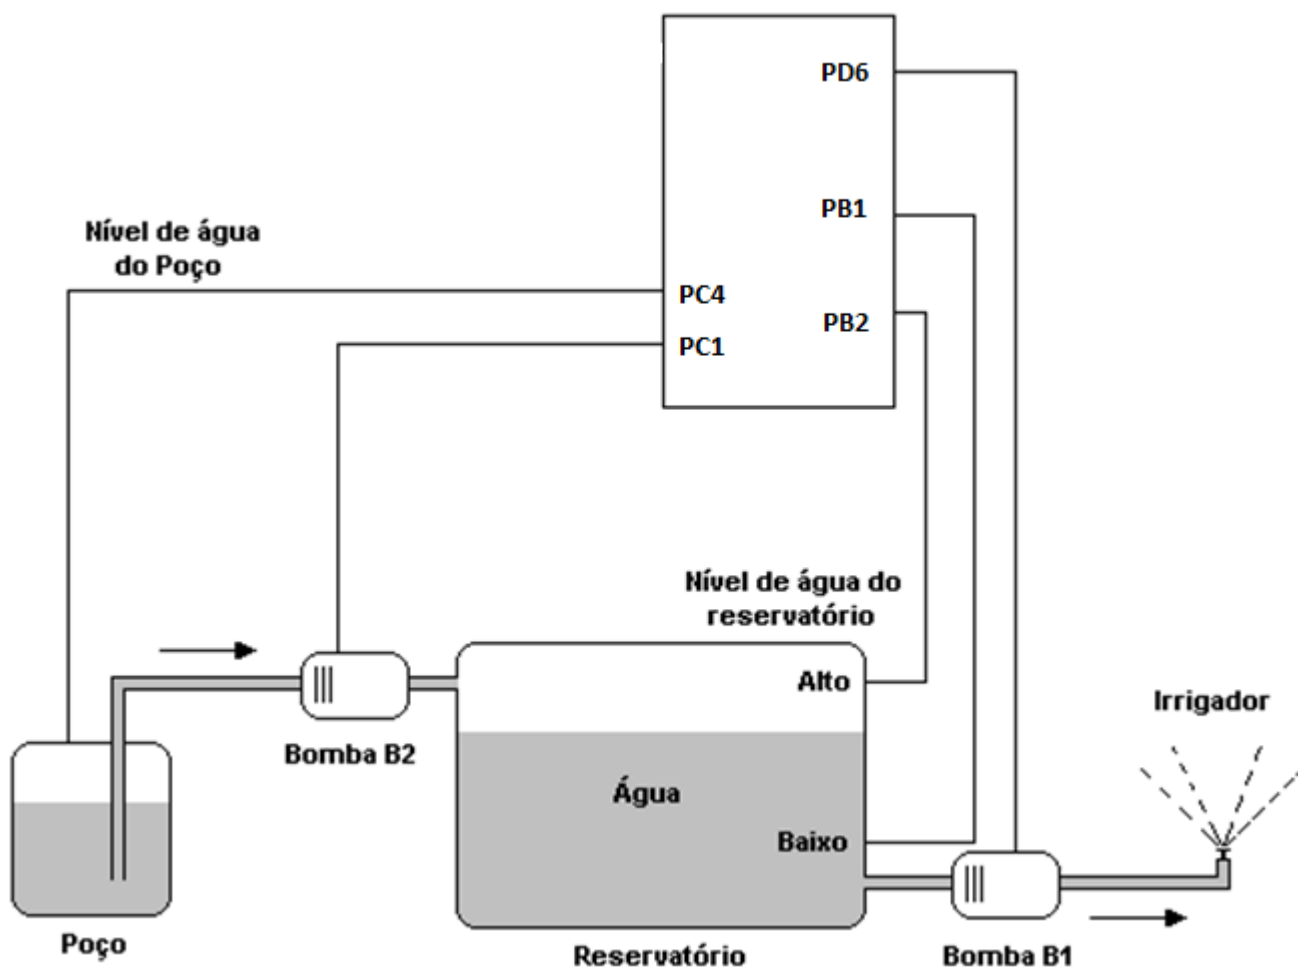 PD6
PB1
Nível de água
do Poço
PC4
PB2
PC1
Nível de água do
reservatório
Alto
Irrigador
Bomba B2
Água
Baixo
Poço
Reservatório
Bomba B1